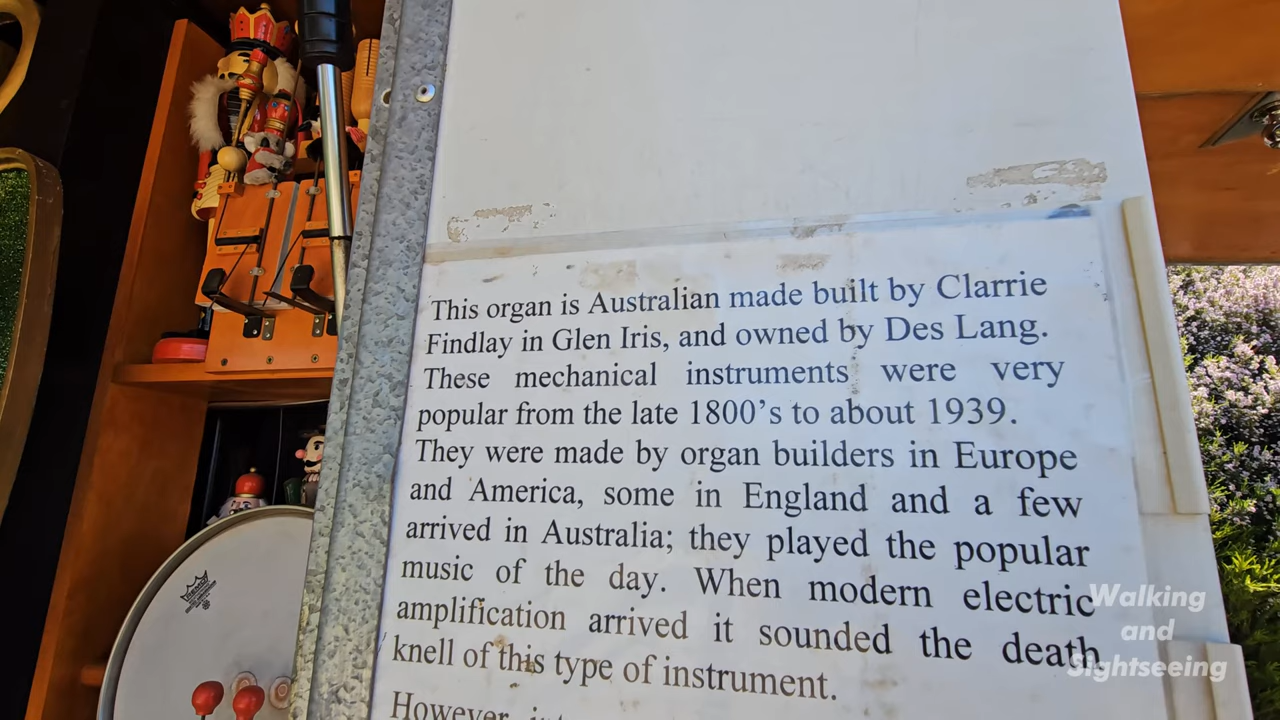 This organ is Australian made built by Clarrie
Findlay in Glen Iris, and owned by Des Lang.
These mechanical instruments were very
popular from the late 1800's to about 1939.
They were made by organ builders in Europe
and America, some in England and a few
arrived in Australia; they played the popular
music of the day. When modern electric
amplification arrived it sounded the death
knell of this type of instrument.
However
Walking
and
Sightseeing